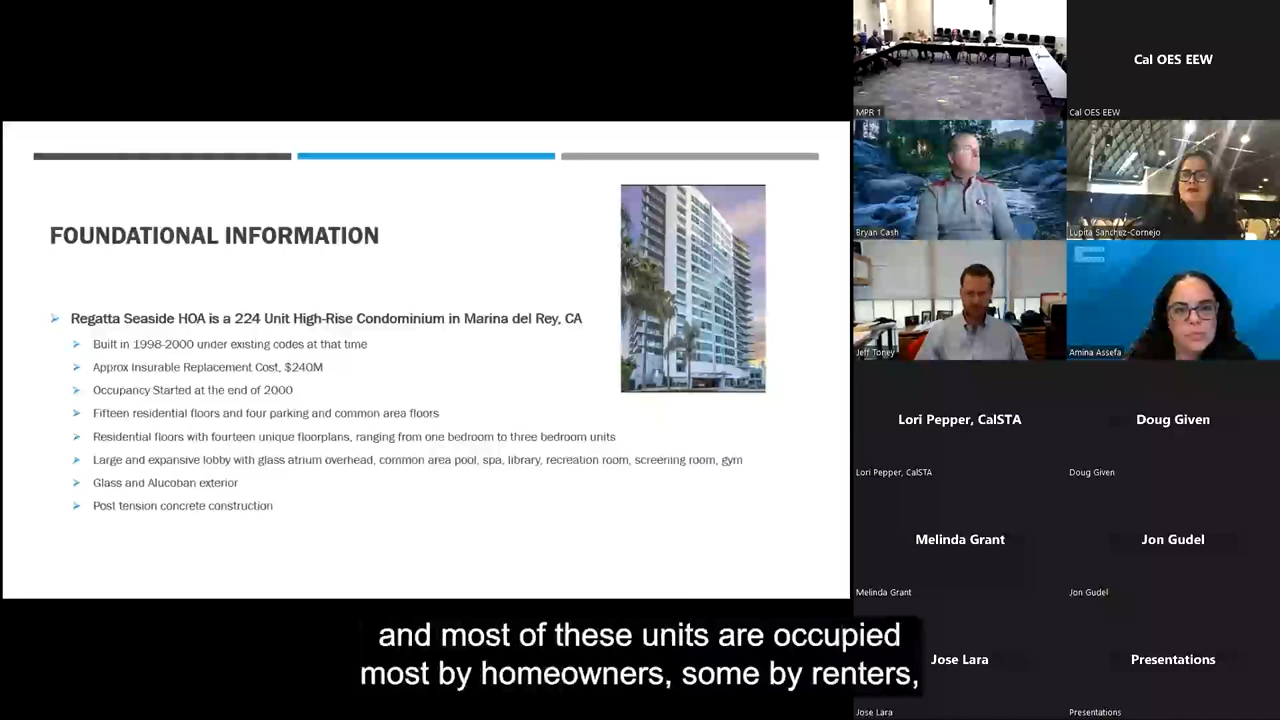 FOUNDATIONAL INFORMATION
Regatta Seaside HOA is a 224 Unit High-Rise Condominium in Marina del Rey, CA
Built in 1998-2000 under existing codes at that time
Approx Insurable Replacement Cost, $240M
Occupancy Started at the end of 2000
Fifteen residential floors and four parking and common area floors
Residential floors with fourteen unique floorplans, ranging from one bedroom to three bedroom units
Large and expansive lobby with glass atrium overhead, common area pool, spa, library, recreation room, screening room, gym
Glass and Alucoban exterior
Post tension concrete construction
MPR 1
Cal OES EEW
Cal OES EEW
Bryan Cash
Lupita Sanchez-Cornejo
Jeff Toney
Amina Assefa
Lori Pepper, CalSTA
Doug Given
Lori Pepper, CalSTA
Doug Given
Melinda Grant
Jon Gudel
Melinda Grant
Jon Gudel
Jose Lara
Presentations
Jose Lara
Presentations
and most of these units are occupied
most by homeowners, some by renters,